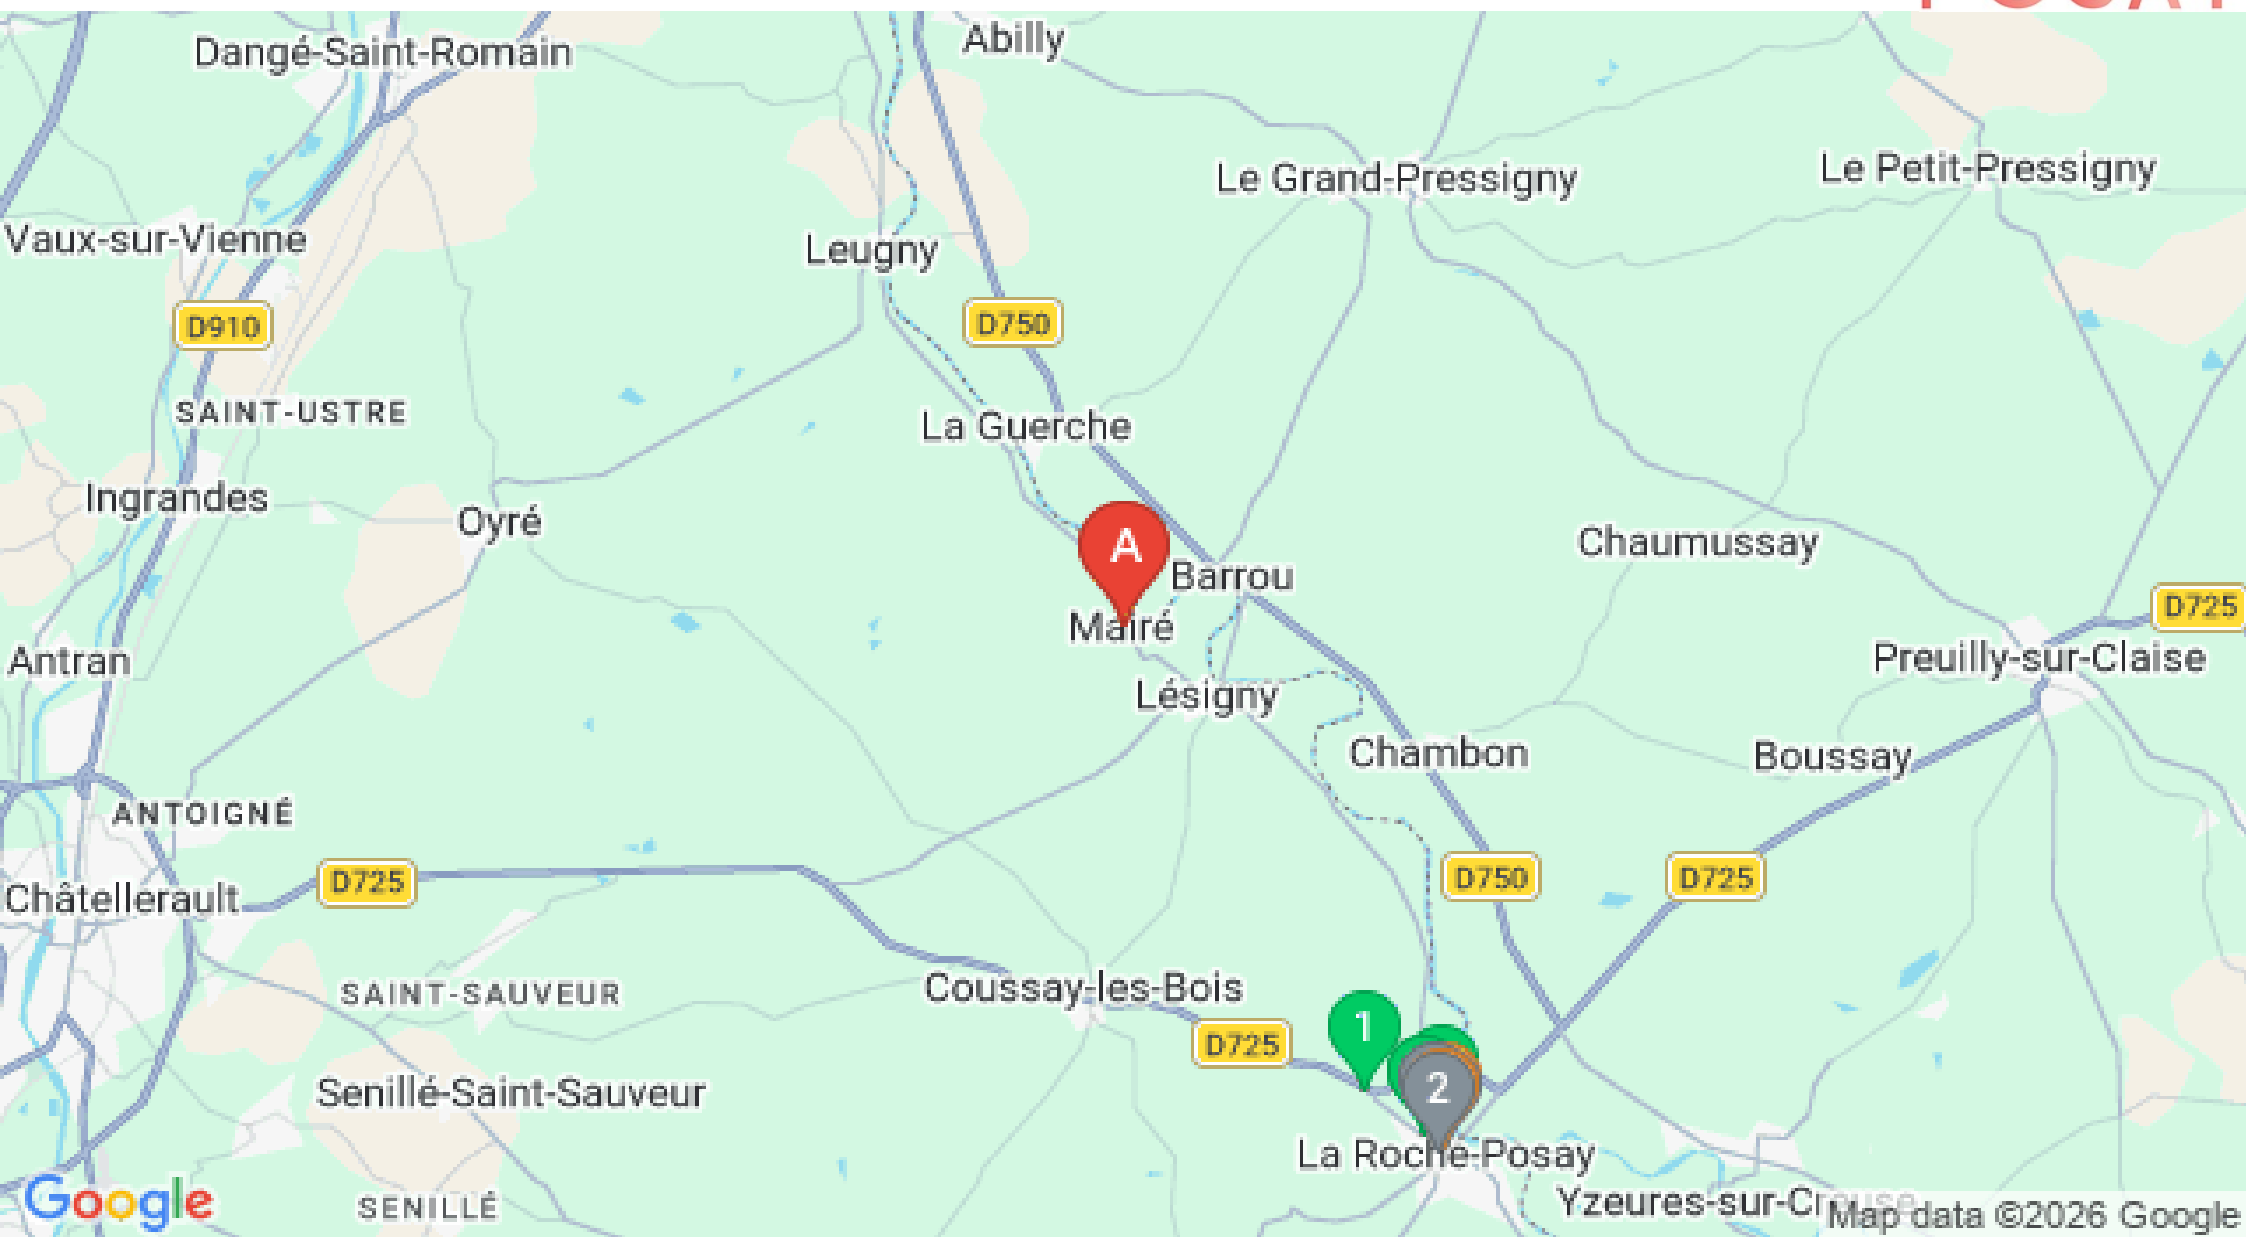 Abilly
Dangé-Saint-Romain
Le Petit-Pressigny
Le Grand-Pressigny
Vaux-sur-Vienne
Leugny
D910
D750
SAINT-USTRE
La Guerche
Ingrandes
Oyré
A
Chaumussay
Barrou
D725
Mairé
Antran
Preuilly-sur-Claise
Lésigny
Chambon
Boussay
ANTOIGNÉ
D725
D750
D725
Châtellerault
Coussay-les-Bois
SAINT-SAUVEUR
1
D725
2
Senillé-Saint-Sauveur
La Roche-Posay
Google
SENILLÉ
Yzeures-sur-Creuse
Map data ©2026 Google